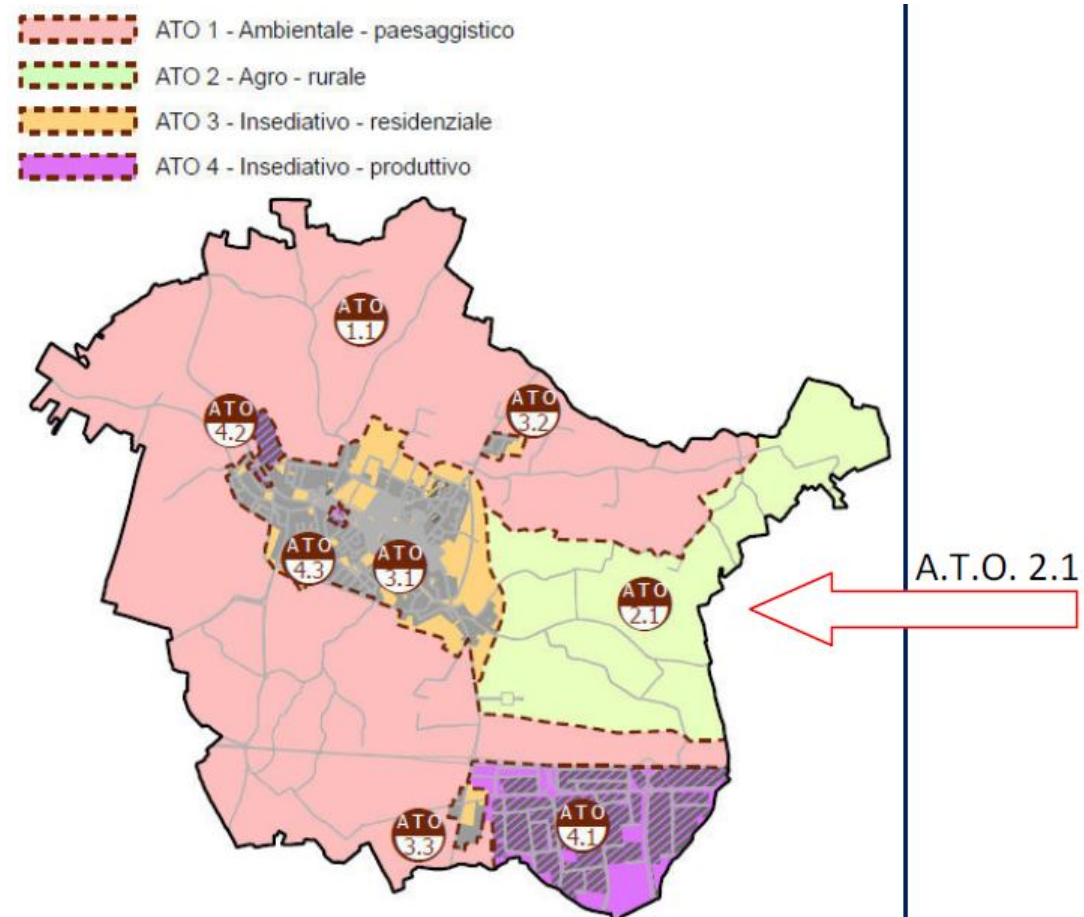 ATO 1 - Ambientale - paesaggistico
ATO 2 - Agro - rurale
ATO 3 - Insediativo - residenziale
ATO 4 - Insediativo - produttivo
ATO
1.1
ATO
4.2
ATO
3.2
ATO
4.3
ATO
3.1
ATO
2.1
A.T.O. 2.1
ATO
3.3
ATO
4.1